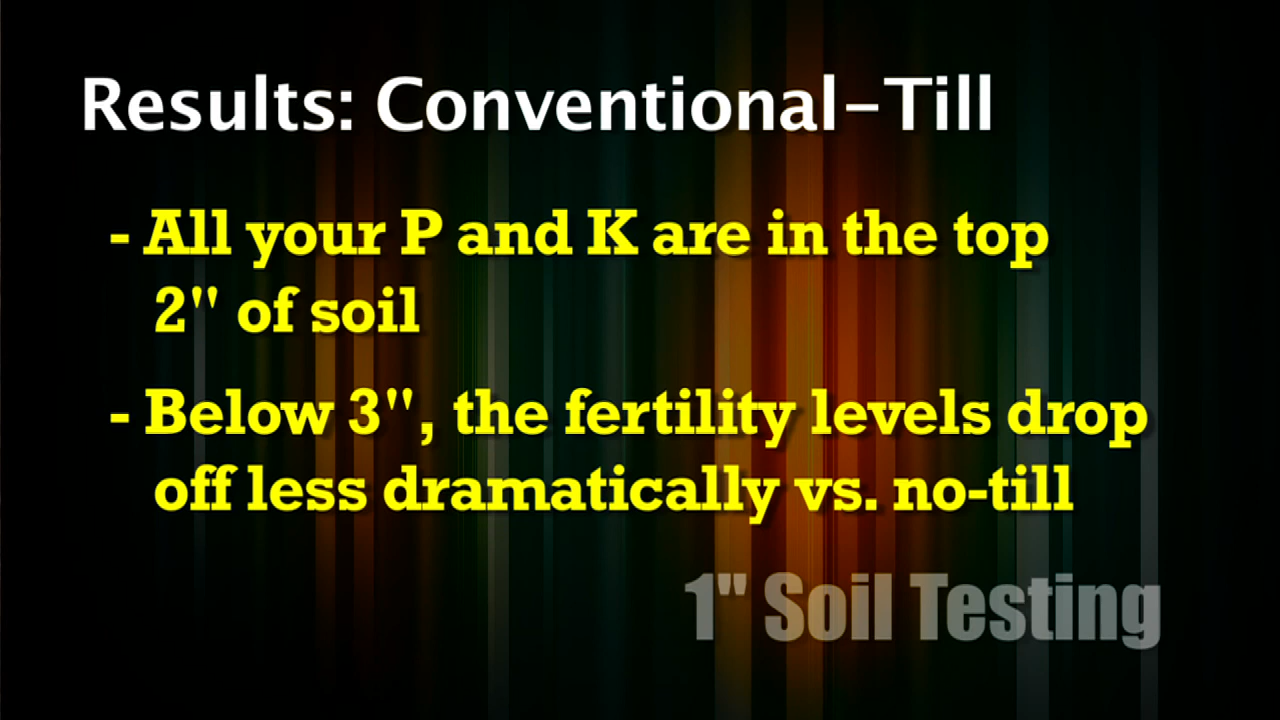 Results: Conventional-Till
- All your P and K are in the top
2" of soil
- Below 3", the fertility levels drop
off less dramatically vs. no-till
1" Soil Testing